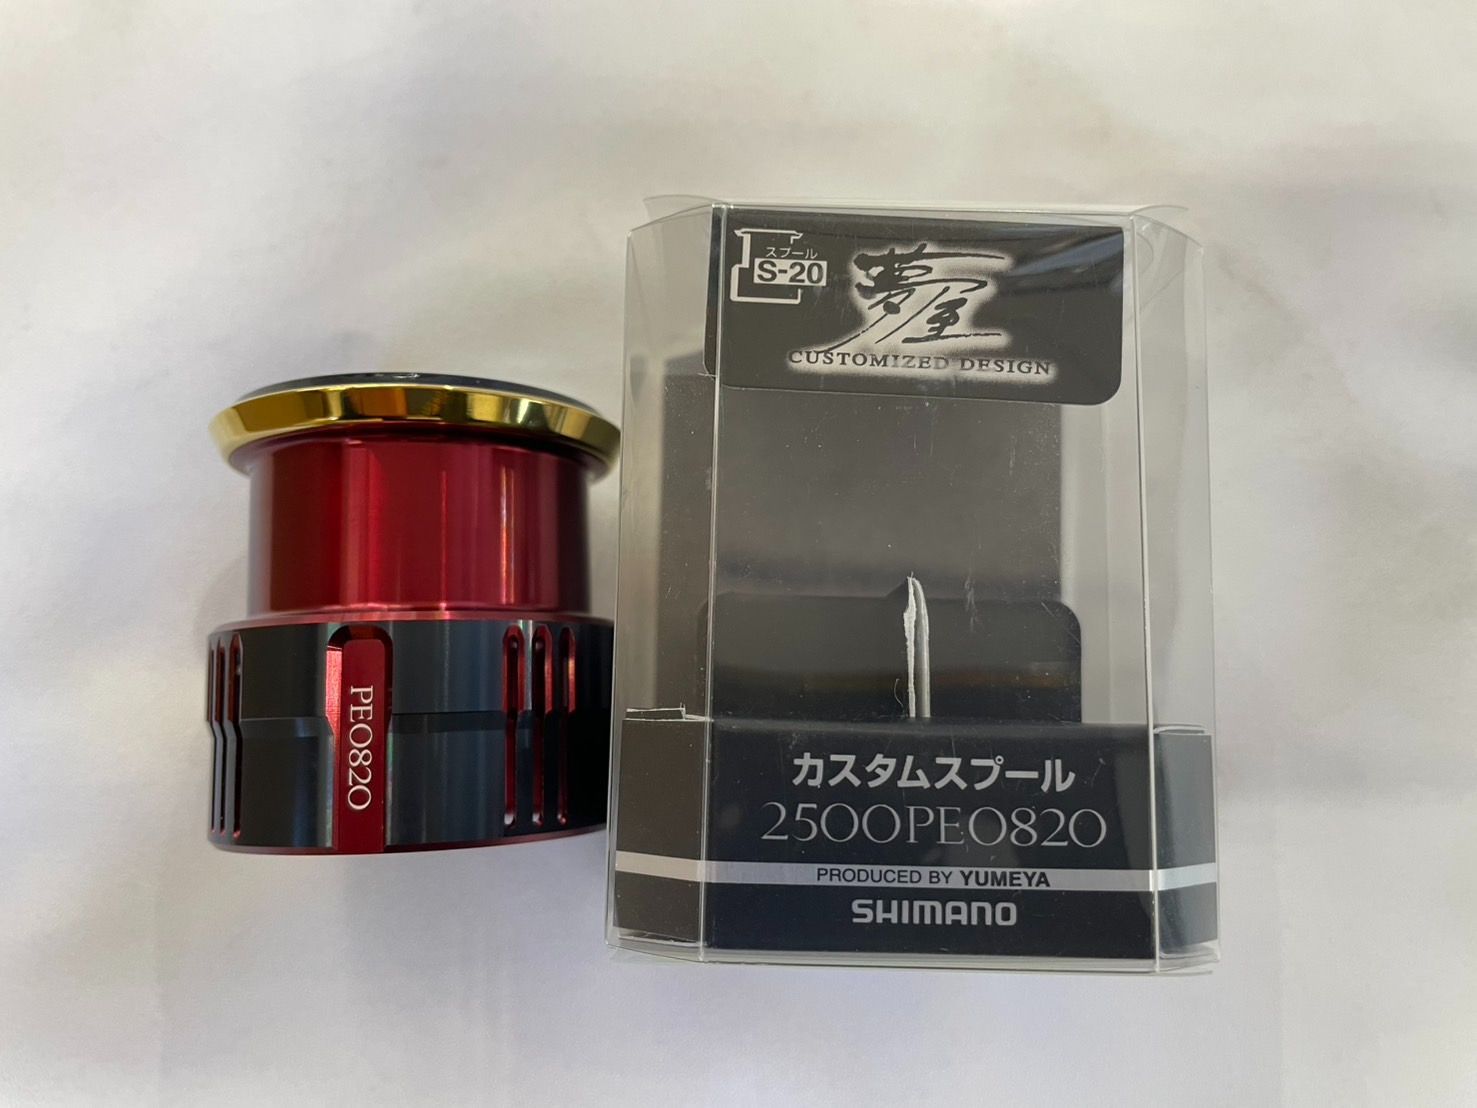 PE0820
スプール
S-20
夢屋
CUSTOMIZED DESIGN
カスタムスプール
2500PE0820
PRODUCED BY YUMEYA
SHIMANO